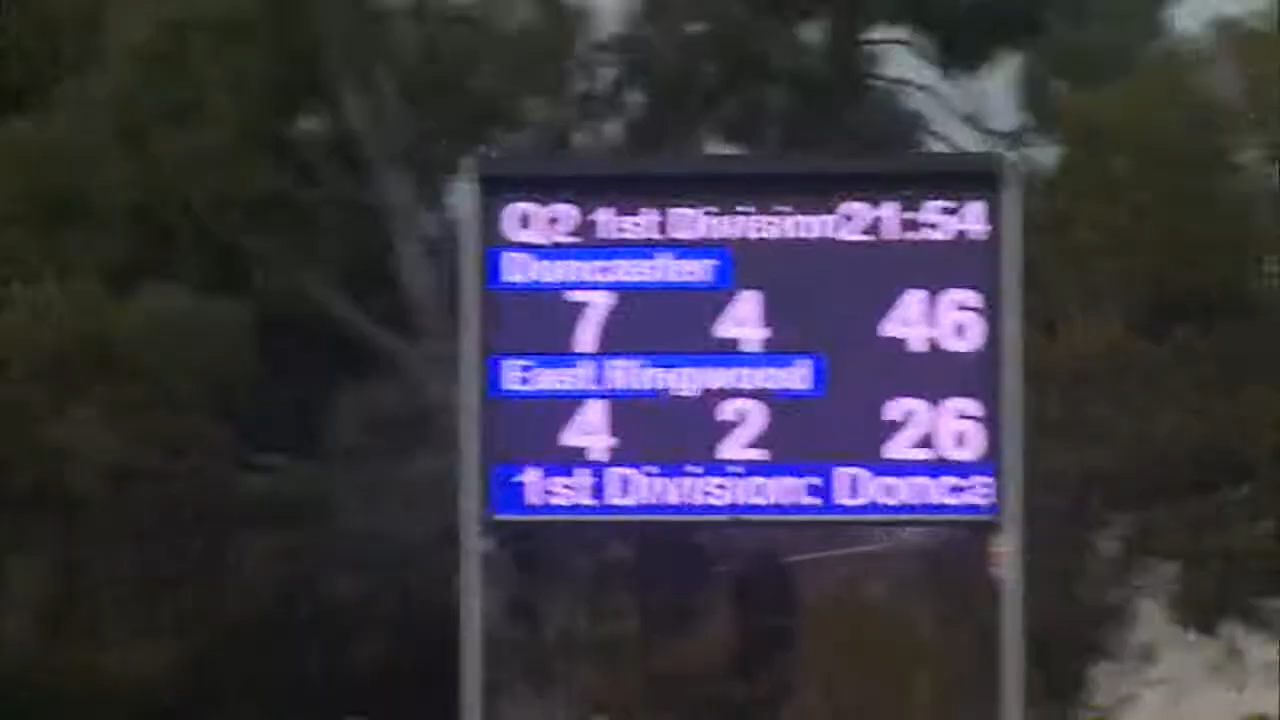 Q2 1st Division 21:54
Doncaster
7 4 46
East Ringwood
4 2 26
1st Division: Donca